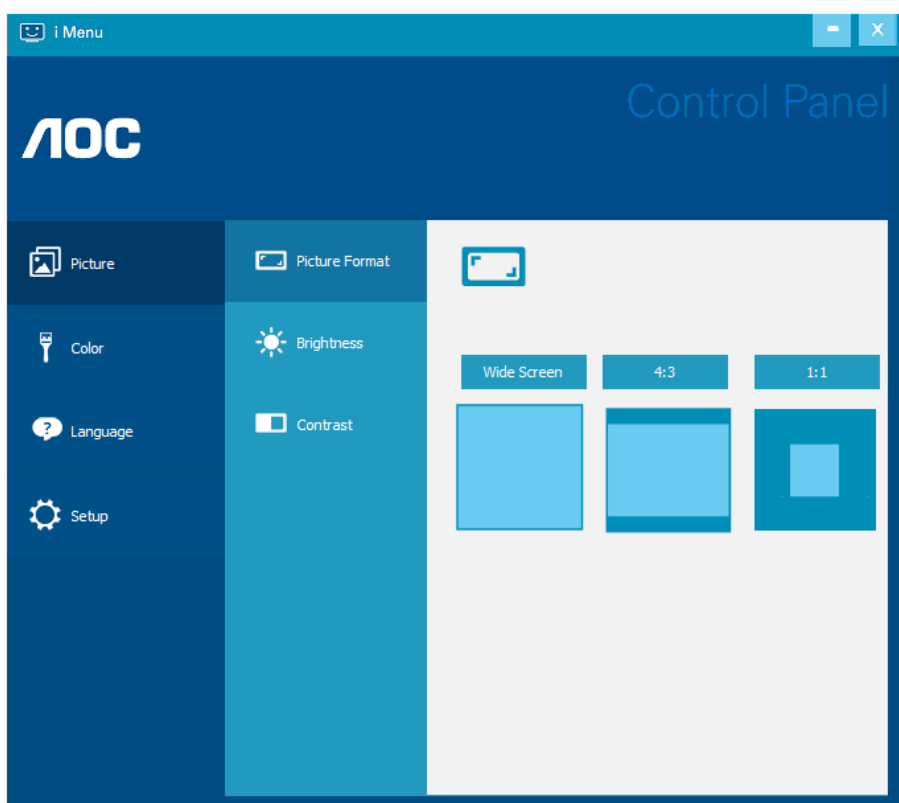 i Menu
X
Control Panel
AOC
Picture
Color
Language
Setup
Picture Format
Brightness
Contrast
Wide Screen
4:3
1:1